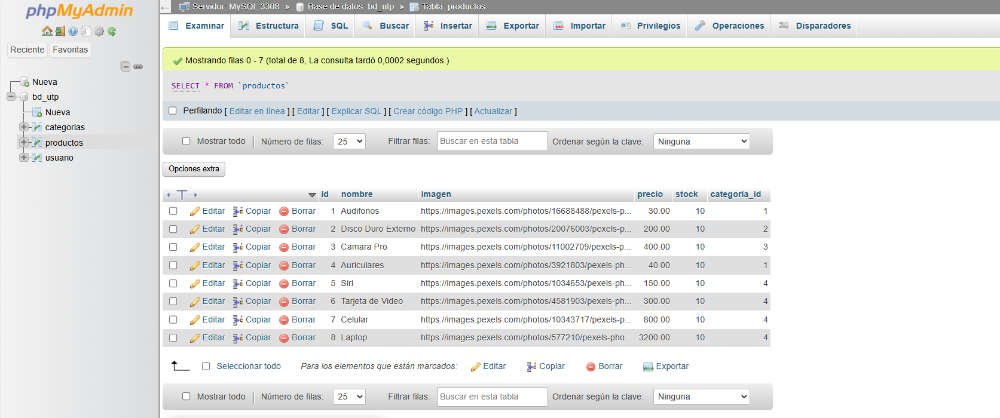 phpMyAdmin
Reciente Favoritas
Nueva
bd_utp
Nueva
categorias
productos
usuario
Servidor: MySQL:3308 » Base de datos: bd_utp » Tabla: productos
Examinar Estructura SQL Buscar Insertar Exportar Importar Privilegios Operaciones Disparadores
Mostrando filas 0 - 7 (total de 8, La consulta tardó 0,0002 segundos.)
SELECT * FROM `productos`
Perfilando [ Editar en línea ] [ Editar ] [ Explicar SQL ] [ Crear código PHP ] [ Actualizar ]
Mostrar todo Número de filas: 25 Filtrar filas: Buscar en esta tabla Ordenar según la clave: Ninguna
Opciones extra
←T→ id nombre imagen precio stock categoria_id
Editar Copiar Borrar 1 Audifonos https://images.pexels.com/photos/16688488/pexels-p... 30.00 10 1
Editar Copiar Borrar 2 Disco Duro Externo https://images.pexels.com/photos/20076003/pexels-p... 200.00 10 2
Editar Copiar Borrar 3 Camara Pro https://images.pexels.com/photos/11002709/pexels-p... 400.00 10 3
Editar Copiar Borrar 4 Auriculares https://images.pexels.com/photos/3921803/pexels-ph... 40.00 10 1
Editar Copiar Borrar 5 Siri https://images.pexels.com/photos/1034653/pexels-ph... 150.00 10 4
Editar Copiar Borrar 6 Tarjeta de Video https://images.pexels.com/photos/4581903/pexels-ph... 300.00 10 4
Editar Copiar Borrar 7 Celular https://images.pexels.com/photos/10343717/pexels-p... 800.00 10 4
Editar Copiar Borrar 8 Laptop https://images.pexels.com/photos/577210/pexels-pho... 3200.00 10 4
Seleccionar todo Para los elementos que están marcados: Editar Copiar Borrar Exportar
Mostrar todo Número de filas: 25 Filtrar filas: Buscar en esta tabla Ordenar según la clave: Ninguna